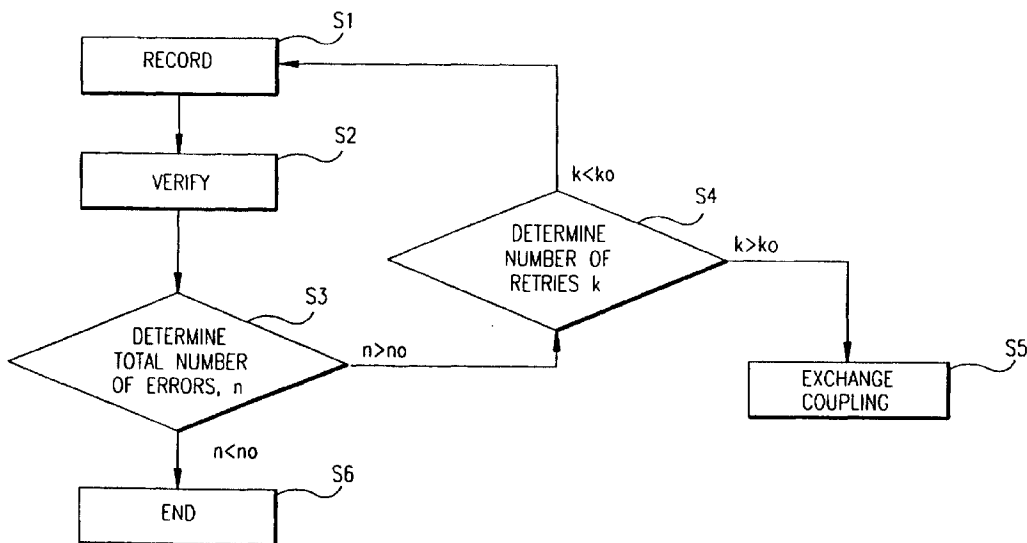 S1
RECORD
S2
VERIFY
k<ko
S4
DETERMINE
NUMBER OF
RETRIES k
k>ko
S3
DETERMINE
TOTAL NUMBER
OF ERRORS, n
n>no
S5
EXCHANGE
COUPLING
n<no
S6
END